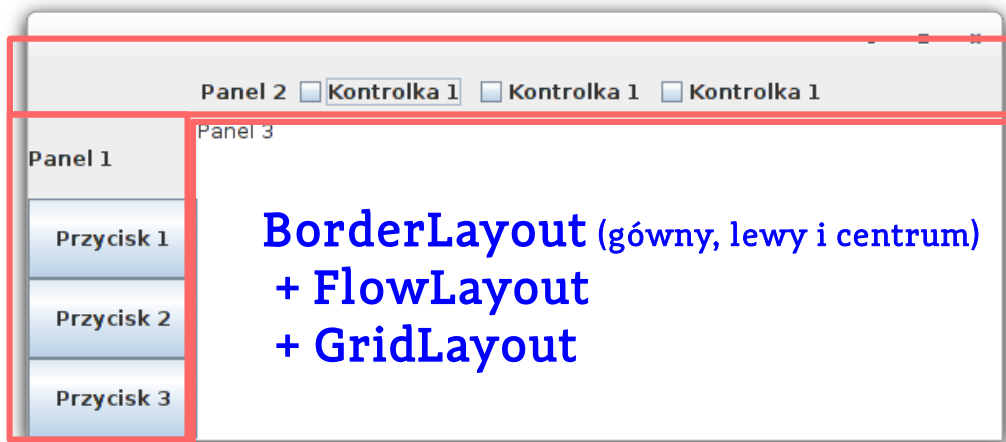 Panel 2 Kontrolka 1 Kontrolka 1 Kontrolka 1
Panel 3
Panel 1
Przycisk 1
BorderLayout (gówny, lewy i centrum)
+ FlowLayout
Przycisk 2
+ GridLayout
Przycisk 3